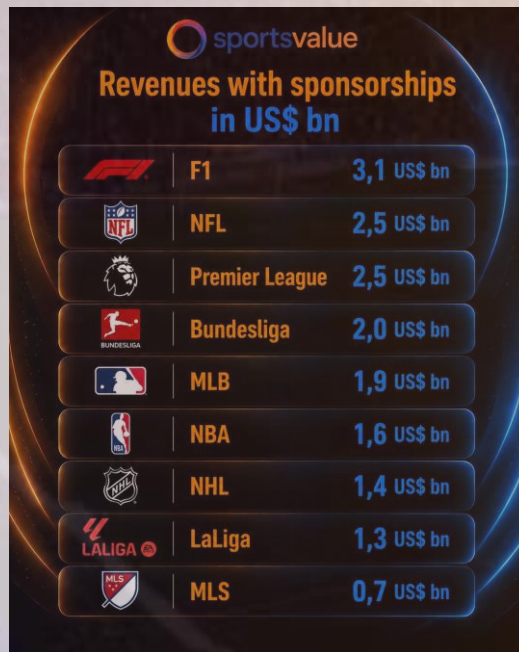 sportsvalue
Revenues with sponsorships
in US$ bn
F1 F1 3,1 US$ bn
NFL NFL 2,5 US$ bn
Premier League 2,5 US$ bn
BUNDESLIGA Bundesliga 2,0 US$ bn
MLB 1,9 US$ bn
NBA NBA 1,6 US$ bn
NHL NHL 1,4 US$ bn
LALIGA LaLiga 1,3 US$ bn
MLS MLS 0,7 US$ bn